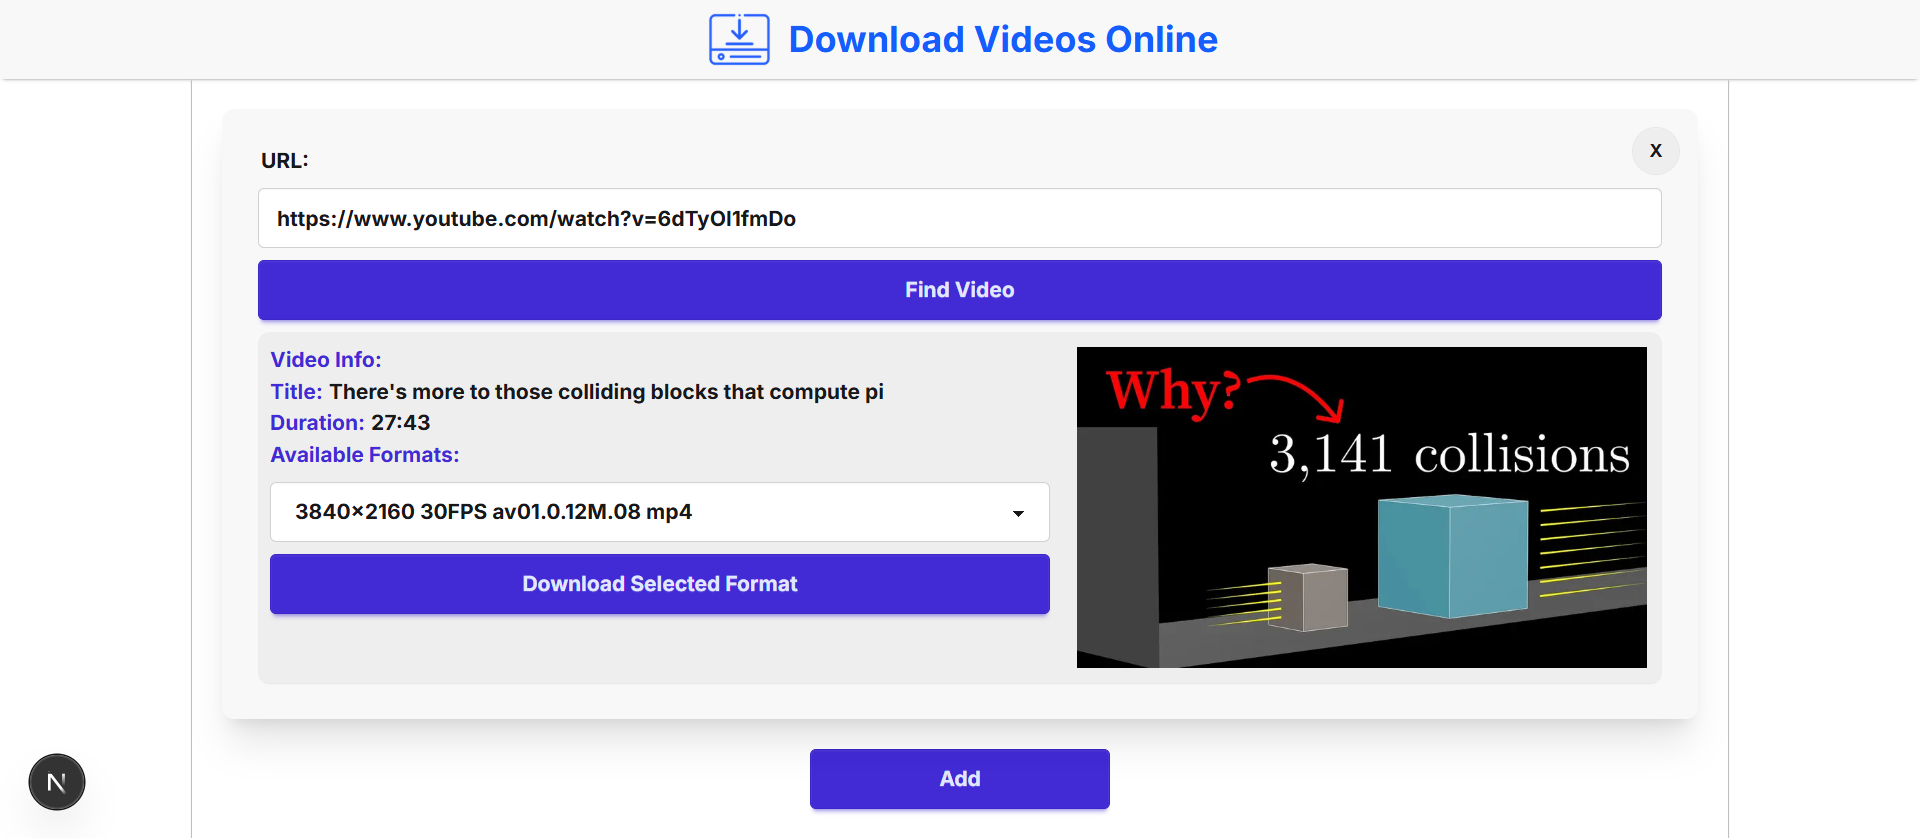 Download Videos Online
URL:
X
https://www.youtube.com/watch?v=6dTyOl1fmDo
Find Video
Video Info:
Title: There's more to those colliding blocks that compute pi
Duration: 27:43
Available Formats:
3840×2160 30FPS av01.0.12M.08 mp4
Download Selected Format
Why?
3,141 collisions
Add
N